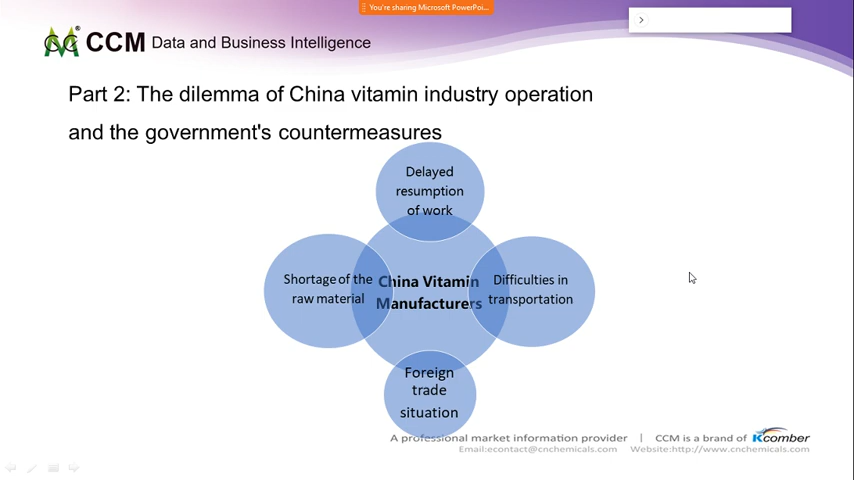 You're sharing Microsoft PowerPoi...
CCM Data and Business Intelligence
Part 2: The dilemma of China vitamin industry operation
and the government's countermeasures
Delayed
resumption
of work
Shortage of the
raw material
China Vitamin
Manufacturers
Difficulties in
transportation
Foreign
trade
situation
A professional market information provider | CCM is a brand of Kcomber
Email:econtact@cnchemicals.com Website:http://www.cnchemicals.com